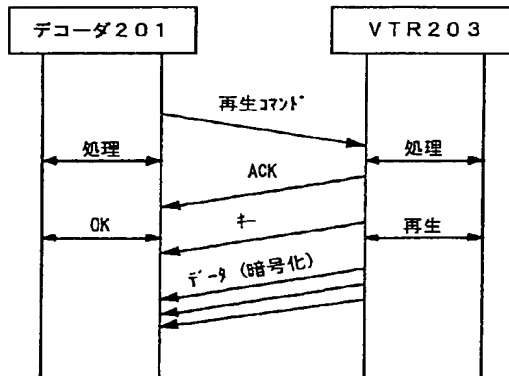 デコーダ201
VTR203
再生コマンド
処理
処理
ACK
OK
キー
再生
データ(暗号化)